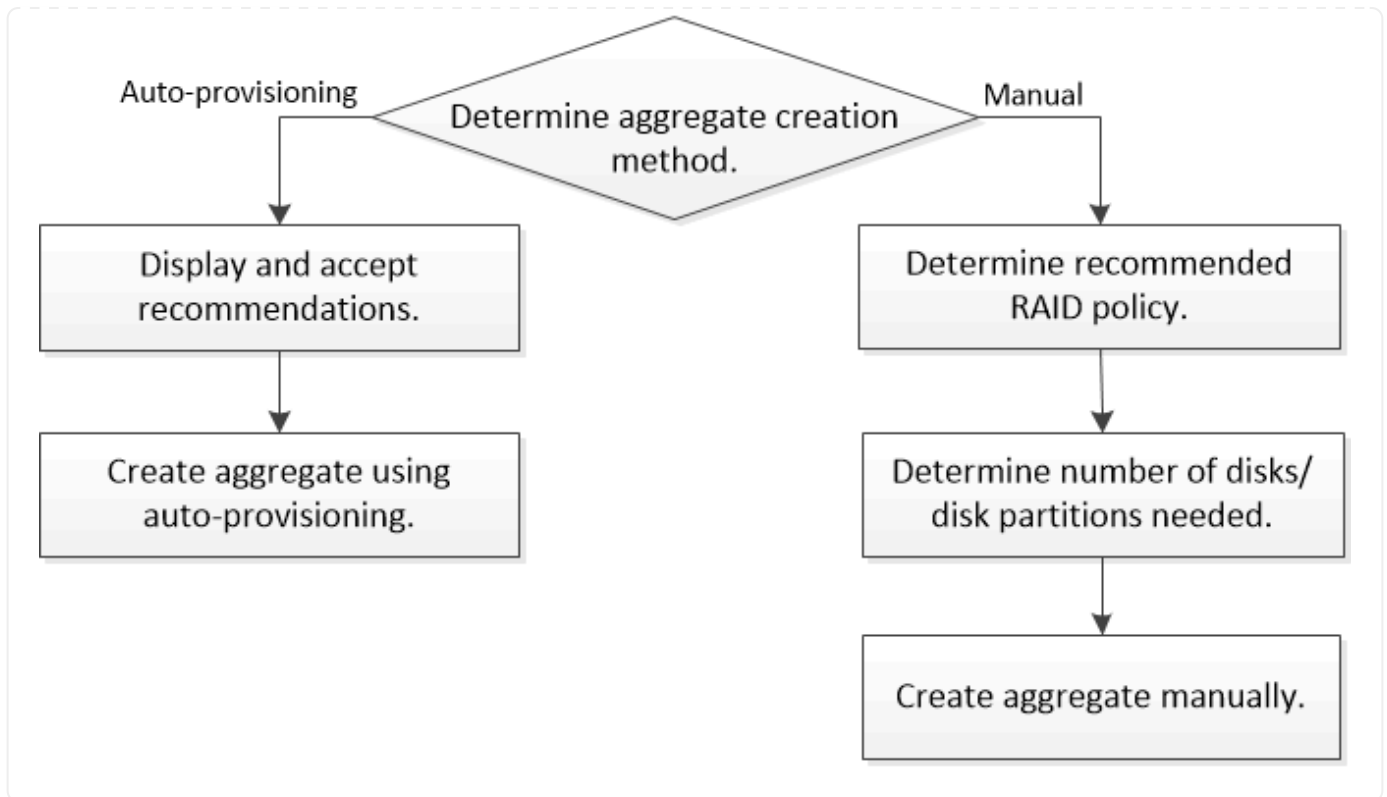 Auto-provisioning
Manual
Determine aggregate creation
method.
Display and accept
recommendations.
Create aggregate using
auto-provisioning.
Determine recommended
RAID policy.
Determine number of disks/
disk partitions needed.
Create aggregate manually.